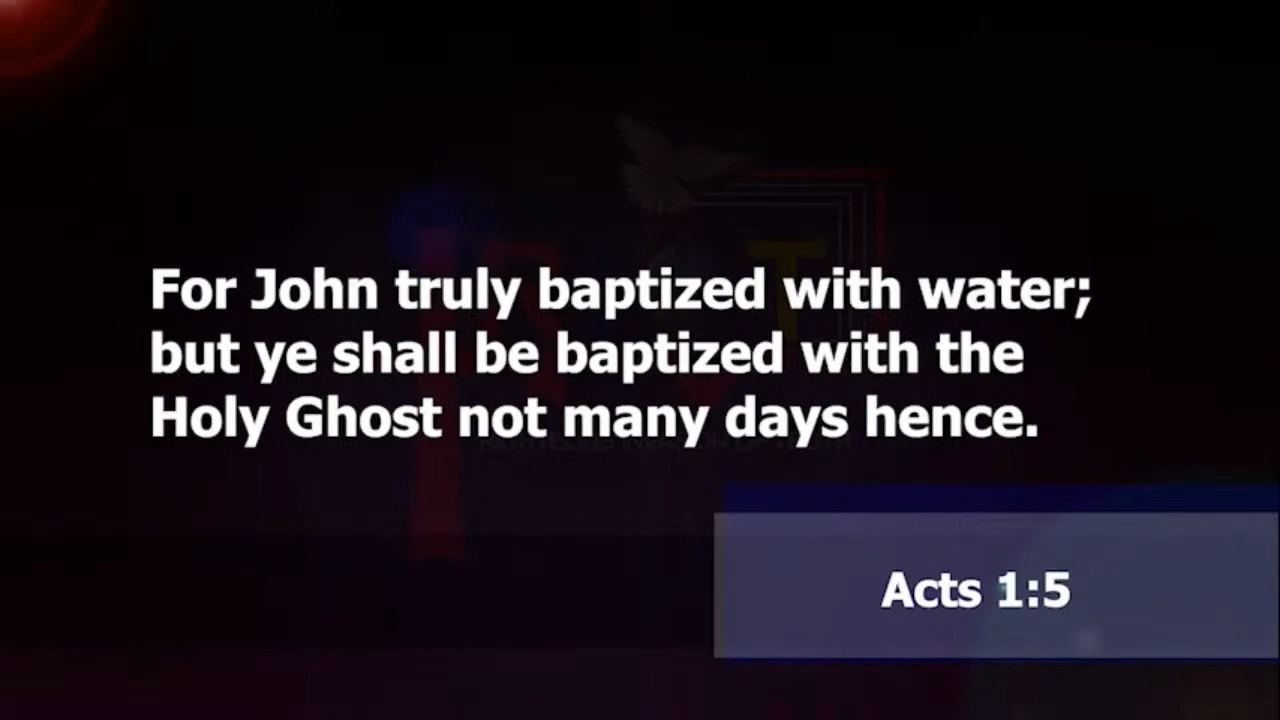 For John truly baptized with water;
but ye shall be baptized with the
Holy Ghost not many days hence.
Acts 1:5